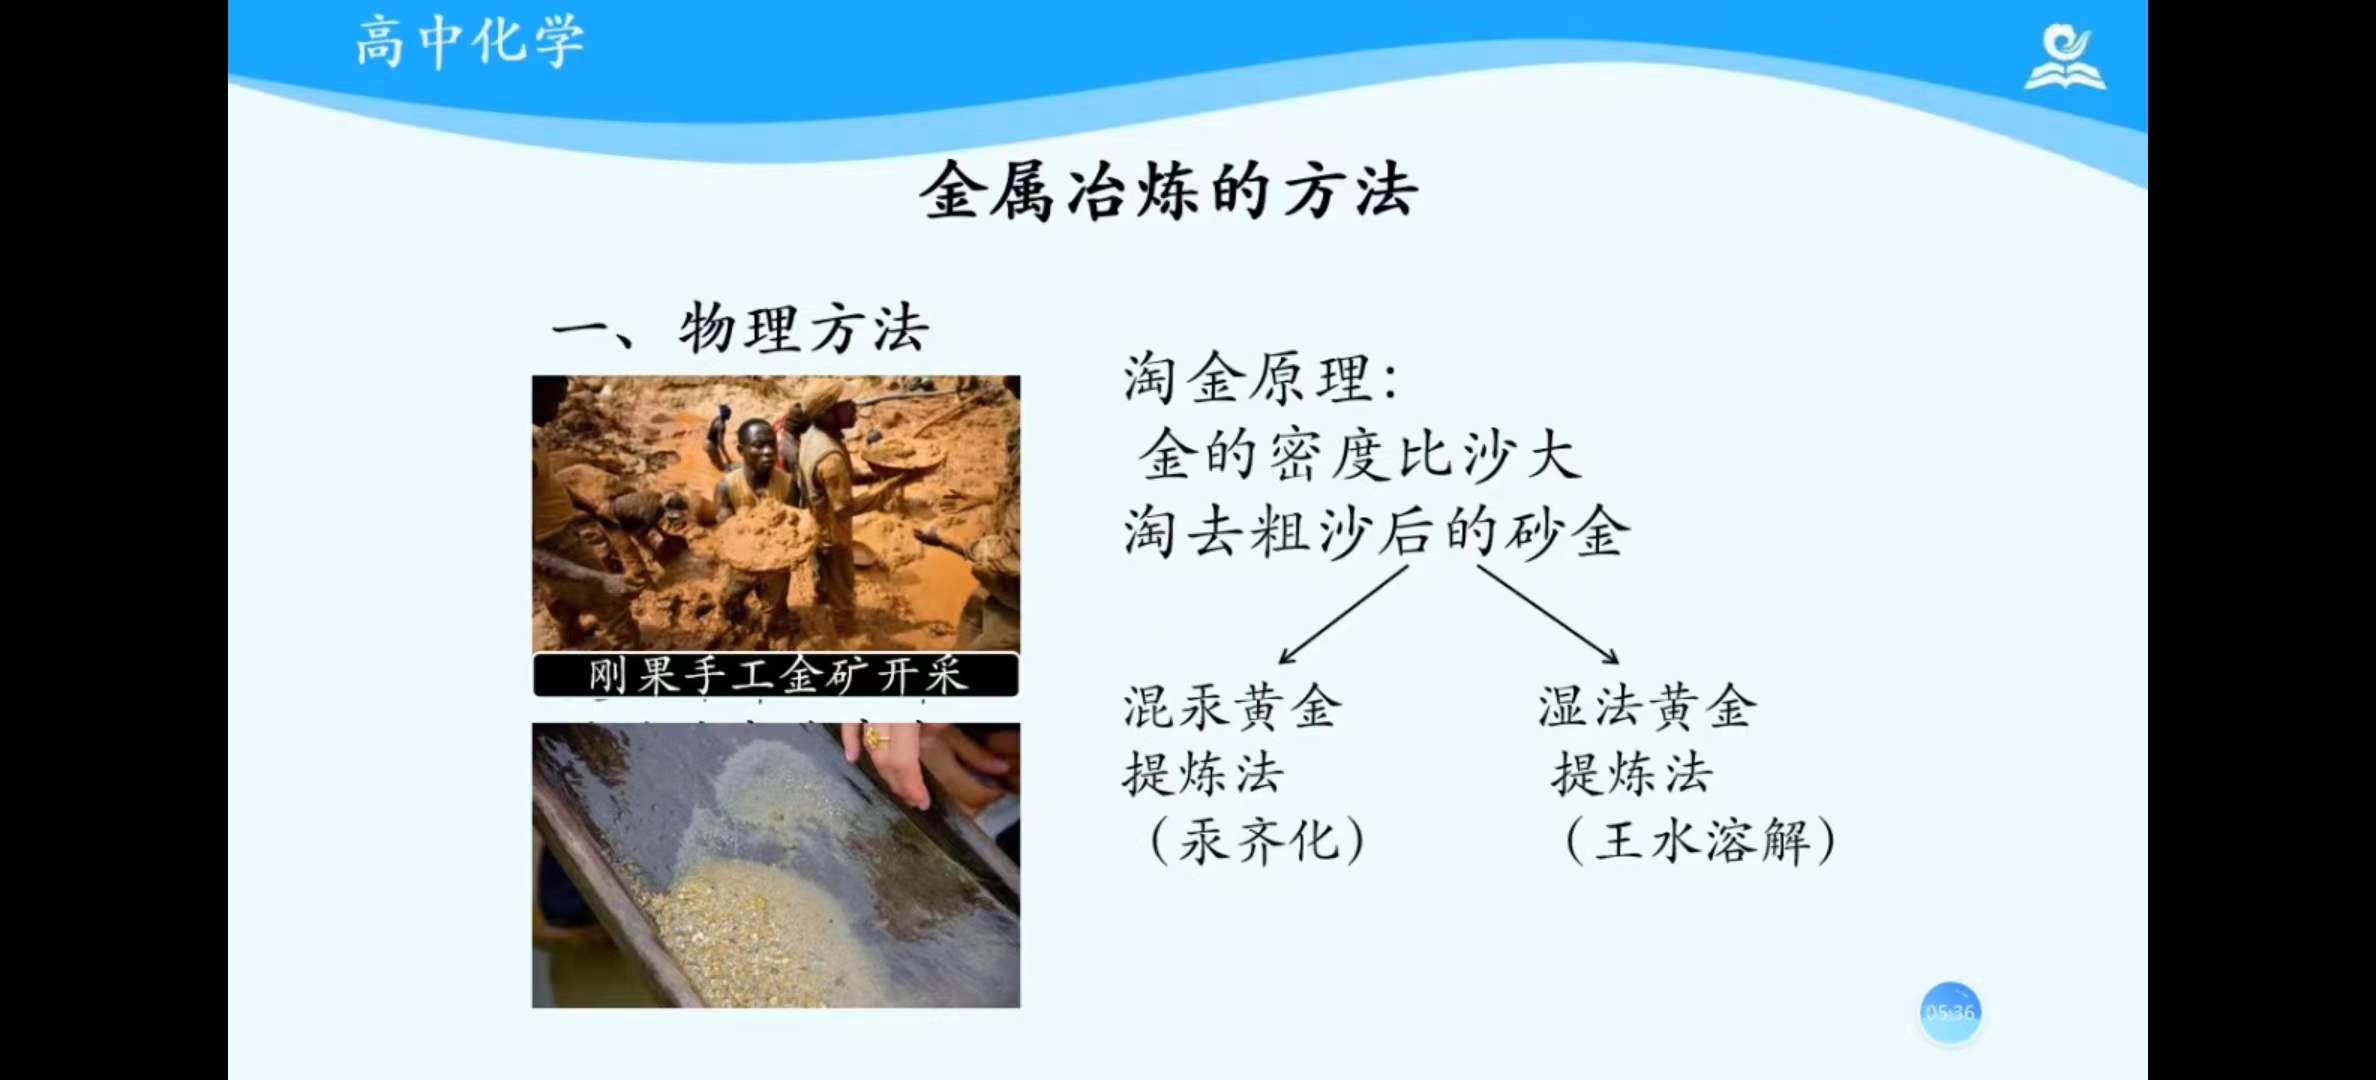 高中化学
金属冶炼的方法
一、物理方法
刚果手工金矿开采
淘金原理：
金的密度比沙大
淘去粗沙后的砂金
混汞黄金
提炼法
（汞齐化）
湿法黄金
提炼法
（王水溶解）
05:36